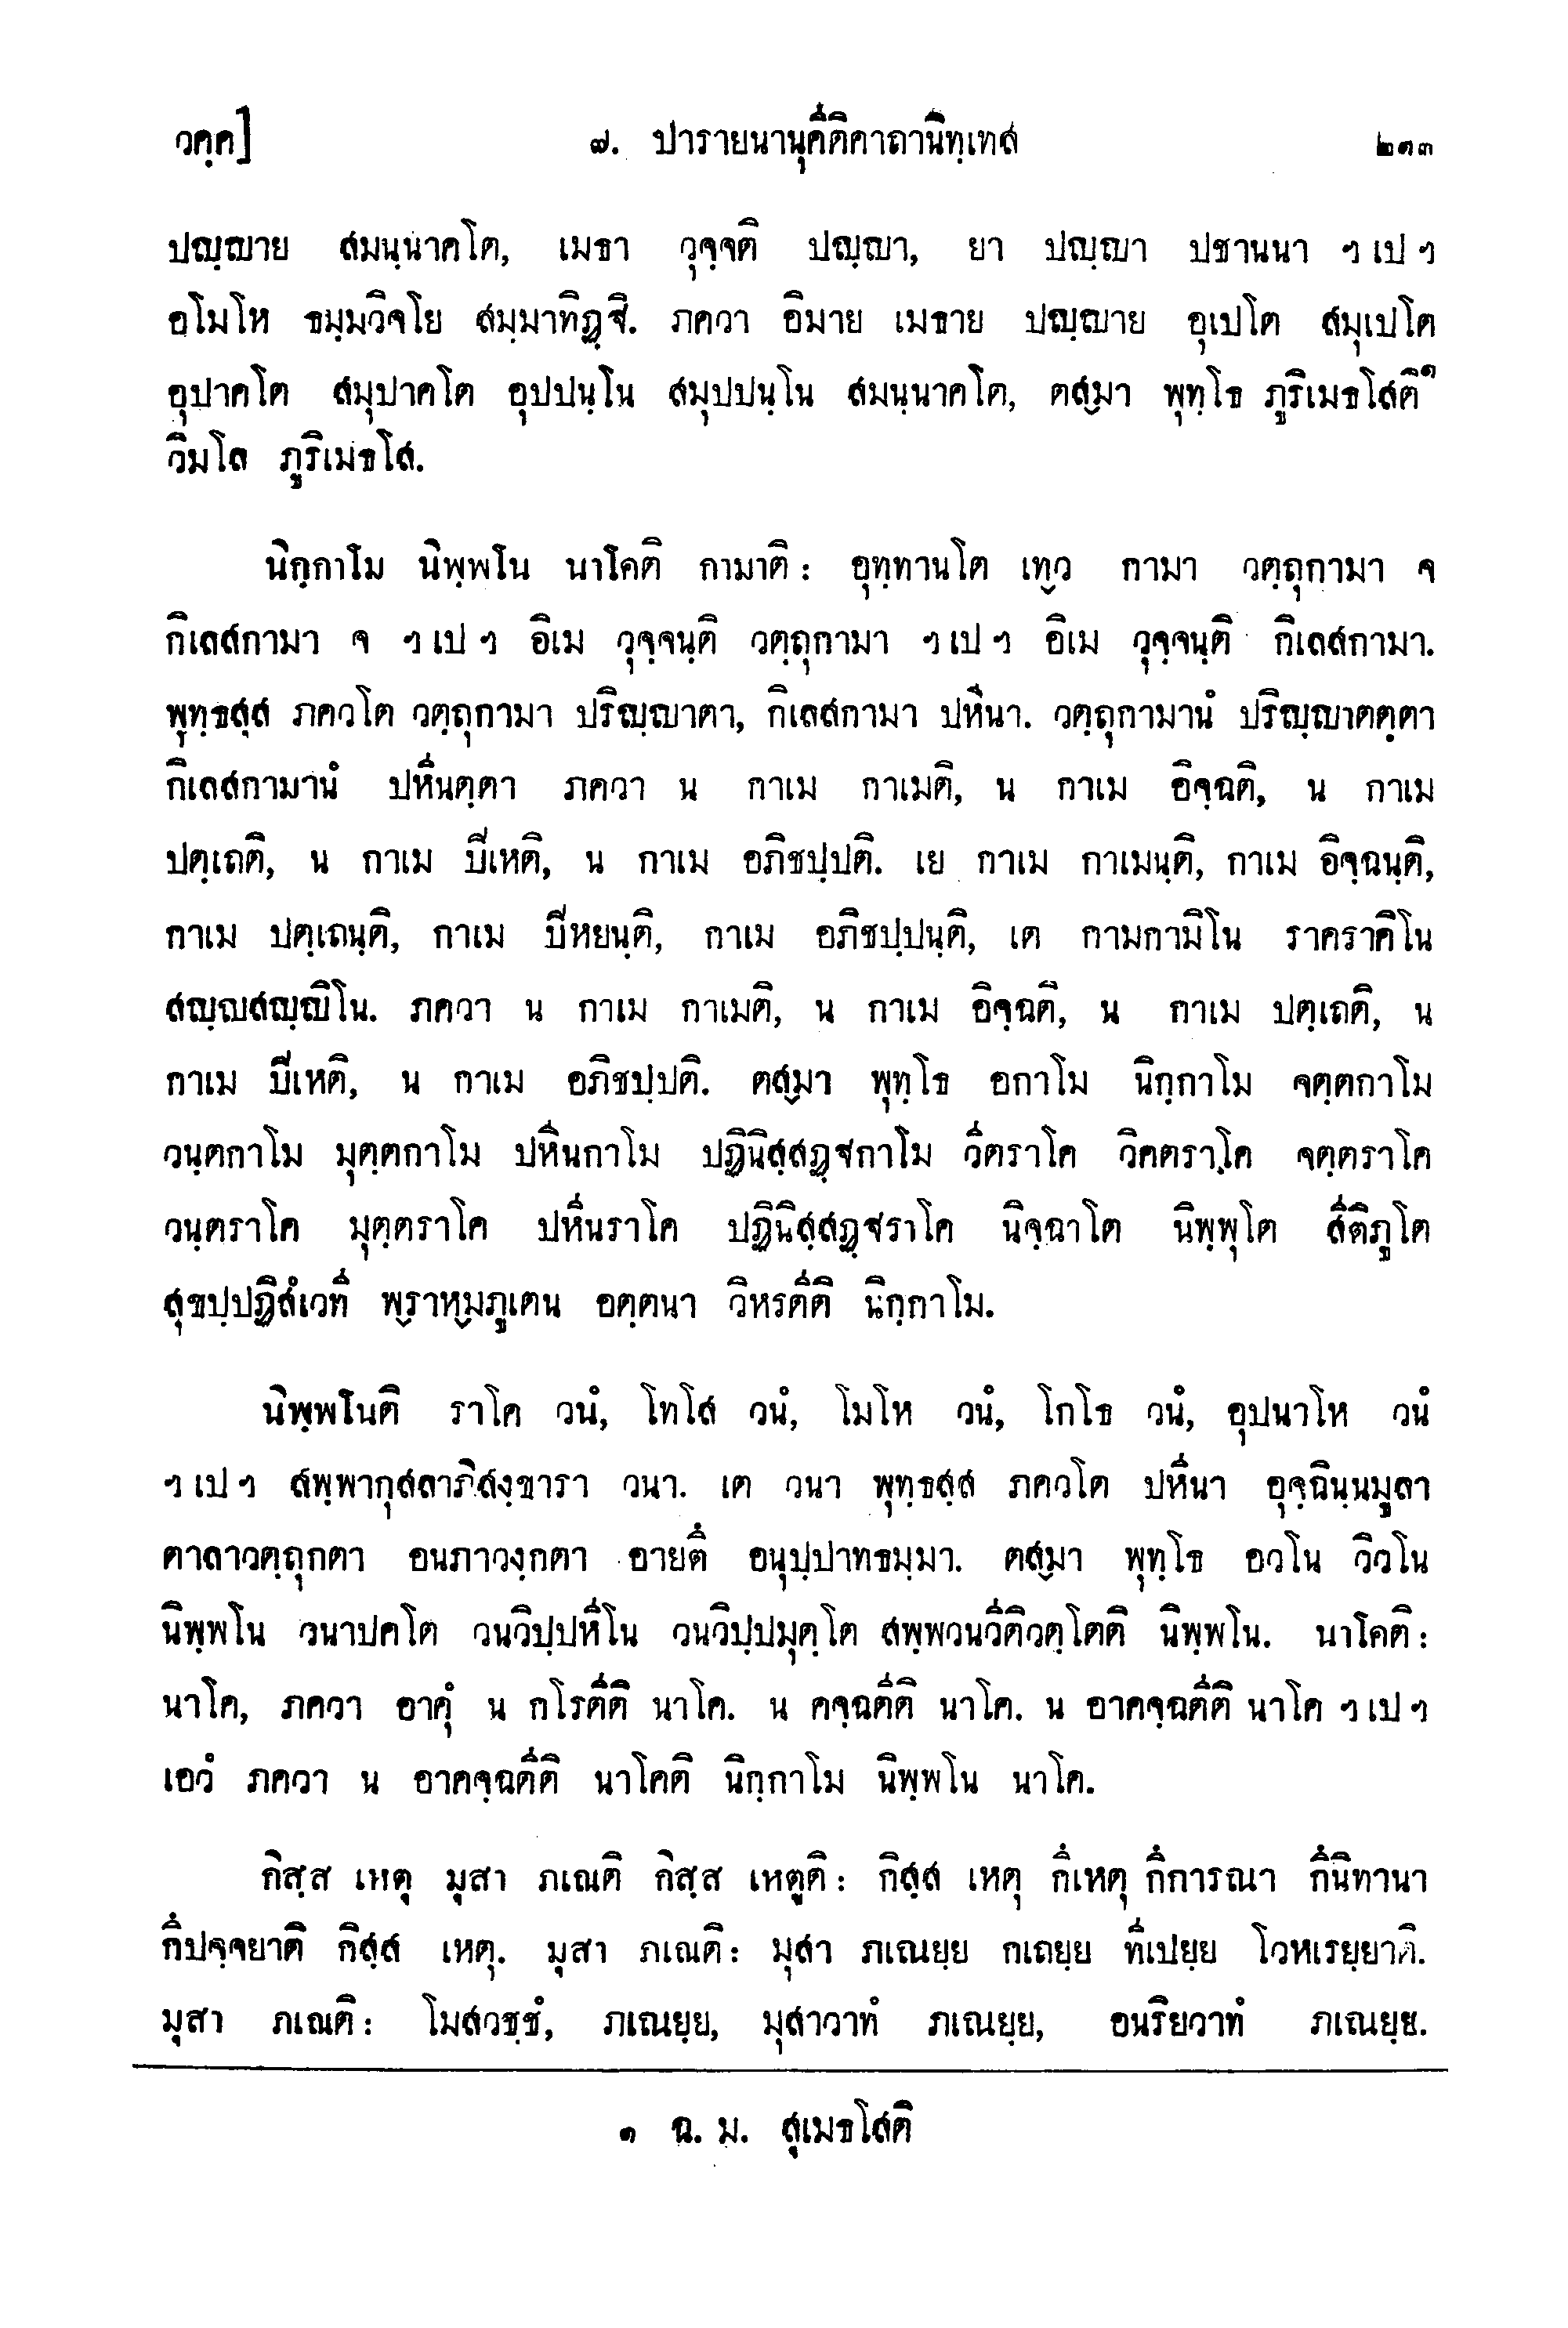 วคฺค]
๗. ปารายนานุคีติคาถานิทฺเทส
๒๑๓
ปญฺญาย สมนฺนาคโต, เมธา วุจฺจติ ปญฺญา, ยา ปญฺญา ปชานนา ฯเปฯ
อโมโห ธมฺมวิจโย สมฺมาทิฏฺฐิ. ภควา อิมาย เมธาย ปญฺญาย อุเปโต สมุเปโต
อุปาคโต สมุปาคโต อุปปนฺโน สมุปปนฺโน สมนฺนาคโต, ตสฺมา พุทฺโธ ภูริเมธโสติ๑
วิมโล ภูริเมธโส.
นิกฺกาโม นิพฺพโน นาโคติ กามาติ: อุทฺทานโต เทฺว กามา วตฺถุกามา จ
กิเลสกามา จ ฯเปฯ อิเม วุจฺจนฺติ วตฺถุกามา ฯเปฯ อิเม วุจฺจนฺติ กิเลสกามา.
พุทฺธสฺส ภควโต วตฺถุกามา ปริญฺญาตา, กิเลสกามา ปหีนา. วตฺถุกามานํ ปริญฺญาตตฺตา
กิเลสกามานํ ปหีนตฺตา ภควา น กาเม กาเมติ, น กาเม อิจฺฉติ, น กาเม
ปตฺเถติ, น กาเม ปิเหติ, น กาเม อภิชปฺปติ. เย กาเม กาเมนฺติ, กาเม อิจฺฉนฺติ,
กาเม ปตฺเถนฺติ, กาเม ปิหยนฺติ, กาเม อภิชปฺปนฺติ, เต กามกามิโน ราคราคิโน
สญฺญสญฺญิโน. ภควา น กาเม กาเมติ, น กาเม อิจฺฉติ, น กาเม ปตฺเถติ, น
กาเม ปิเหติ, น กาเม อภิชปฺปติ. ตสฺมา พุทฺโธ อกาโม นิกฺกาโม จตฺตกาโม
วนฺตกาโม มุตฺตกาโม ปหีนกาโม ปฏินิสฺสฏฺฐกาโม วีตราโค วิคตราโค จตฺตราโค
วนฺตราโค มุตฺตราโค ปหีนราโค ปฏินิสฺสฏฺฐราโค นิจฺฉาโต นิพฺพุโต สีติภูโต
สุขปฺปฏิสํเวที พฺราหฺมภูเตน อตฺตนา วิหรตีติ นิกฺกาโม.
นิพฺพโนติ ราโค วนํ, โทโส วนํ, โมโห วนํ, โกโธ วนํ, อุปนาโห วนํ
ฯเปฯ สพฺพากุสลาภิสงฺขารา วนา. เต วนา พุทฺธสฺส ภควโต ปหีนา อุจฺฉินฺนมูลา
ตาลาวตฺถุกตา อนภาวงฺกตา อายตึ อนุปฺปาทธมฺมา. ตสฺมา พุทฺโธ อวโน วิวโน
นิพฺพโน วนาปคโต วนวิปฺปหีโน วนวิปฺปมุตฺโต สพฺพวนวีติวตฺโตติ นิพฺพโน. นาโคติ:
นาโค, ภควา อาคุํ น กโรตีติ นาโค. น คจฺฉตีติ นาโค. น อาคจฺฉตีติ นาโค ฯเปฯ
เอวํ ภควา น อาคจฺฉตีติ นาโคติ นิกฺกาโม นิพฺพโน นาโค.
กิสฺส เหตุ มุสา ภเณติ กิสฺส เหตูติ: กิสฺส เหตุ กึเหตุ กึการณา กึนิทานา
กึปจฺจยาติ กิสฺส เหตุ. มุสา ภเณติ: มุสา ภเณยฺย กเถยฺย ทีเปยฺย โวหเรยฺยาติ.
มุสา ภเณติ: โมสวชฺชํ, ภเณยฺย, มุสาวาทํ ภเณยฺย, อนริยวาทํ ภเณยฺย.
๑ ฉ. ม. สุเมธโสติ